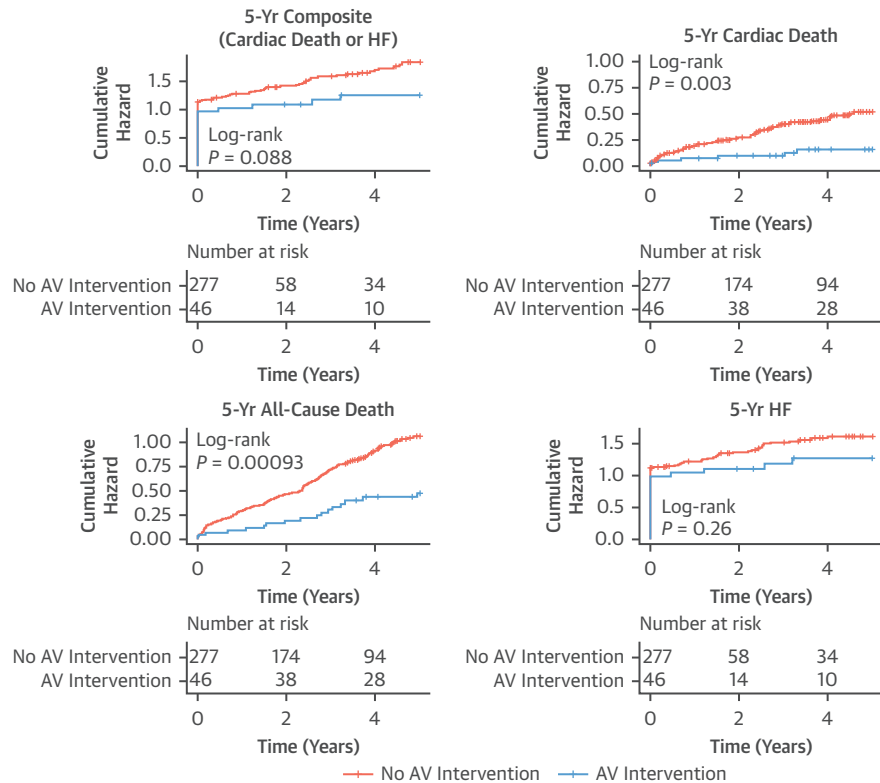 5-Yr Composite
(Cardiac Death or HF)
Cumulative
Hazard
1.5
1.0
0.5
0.0
Log-rank
P = 0.088
0 2 4
Time (Years)
Number at risk
No AV Intervention 277 58 34
AV Intervention 46 14 10
0 2 4
Time (Years)
5-Yr Cardiac Death
Cumulative
Hazard
1.00
0.75
0.50
0.25
0.00
Log-rank
P = 0.003
0 2 4
Time (Years)
Number at risk
No AV Intervention 277 174 94
AV Intervention 46 38 28
0 2 4
Time (Years)
5-Yr All-Cause Death
Cumulative
Hazard
1.00
0.75
0.50
0.25
0.00
Log-rank
P = 0.00093
0 2 4
Time (Years)
Number at risk
No AV Intervention 277 174 94
AV Intervention 46 38 28
0 2 4
Time (Years)
5-Yr HF
Cumulative
Hazard
1.5
1.0
0.5
0.0
Log-rank
P = 0.26
0 2 4
Time (Years)
Number at risk
No AV Intervention 277 58 34
AV Intervention 46 14 10
0 2 4
Time (Years)
No AV Intervention AV Intervention